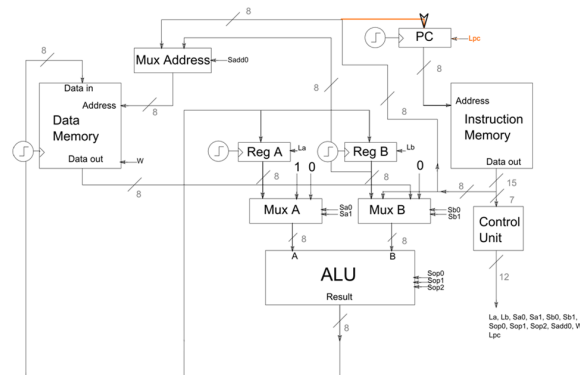 8
PC
Lpc
8
Mux Address
Sadd0
8
8
Data in
Address
Data
Memory
Data out
W
8
8
8
Address
Instruction
Memory
Data out
15
7
8
Reg A
La
Reg B
Lb
8
1 0
8
0
Mux A
Sa0
Sa1
Mux B
Sb0
Sb1
Control
Unit
12
8
8
A
B
ALU
Result
Sop0
Sop1
Sop2
8
La, Lb, Sa0, Sa1, Sb0, Sb1,
Sop0, Sop1, Sop2, Sadd0, W
Lpc